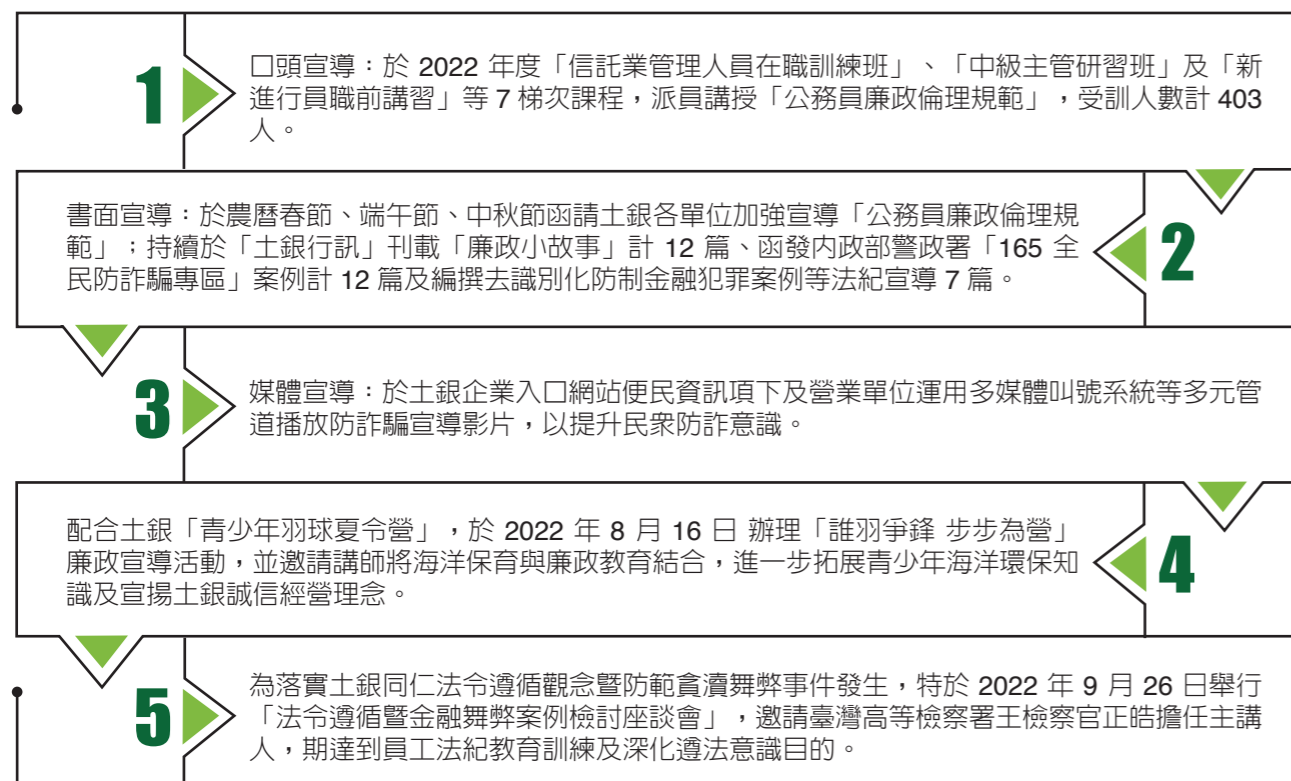 1
口頭宣導：於 2022 年度「信託業管理人員在職訓練班」、「中級主管研習班」及「新
進行員職前講習」等 7 梯次課程，派員講授「公務員廉政倫理規範」，受訓人數計 403
人。
書面宣導：於農曆春節、端午節、中秋節函請土銀各單位加強宣導「公務員廉政倫理規
範」；持續於「土銀行訊」刊載「廉政小故事」計 12 篇、函發內政部警政署「165 全
民防詐騙專區」案例計 12 篇及編撰去識別化防制金融犯罪案例等法紀宣導 7 篇。
2
3
媒體宣導：於土銀企業入口網站便民資訊項下及營業單位運用多媒體叫號系統等多元管
道播放防詐騙宣導影片，以提升民眾防詐意識。
配合土銀「青少年羽球夏令營」，於 2022 年 8 月 16 日 辦理「誰羽爭鋒 步步為營」
廉政宣導活動，並邀請講師將海洋保育與廉政教育結合，進一步拓展青少年海洋環保知
識及宣揚土銀誠信經營理念。
4
5
為落實土銀同仁法令遵循觀念暨防範貪瀆舞弊事件發生，特於 2022 年 9 月 26 日舉行
「法令遵循暨金融舞弊案例檢討座談會」，邀請臺灣高等檢察署王檢察官正皓擔任主講
人，期達到員工法紀教育訓練及深化遵法意識目的。